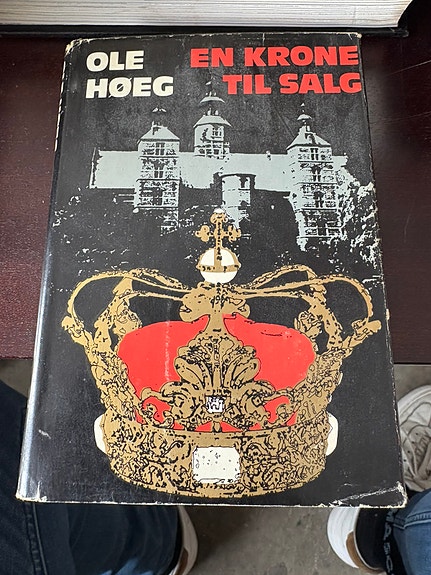 OLE
HØEG
EN KRONE
TIL SALG